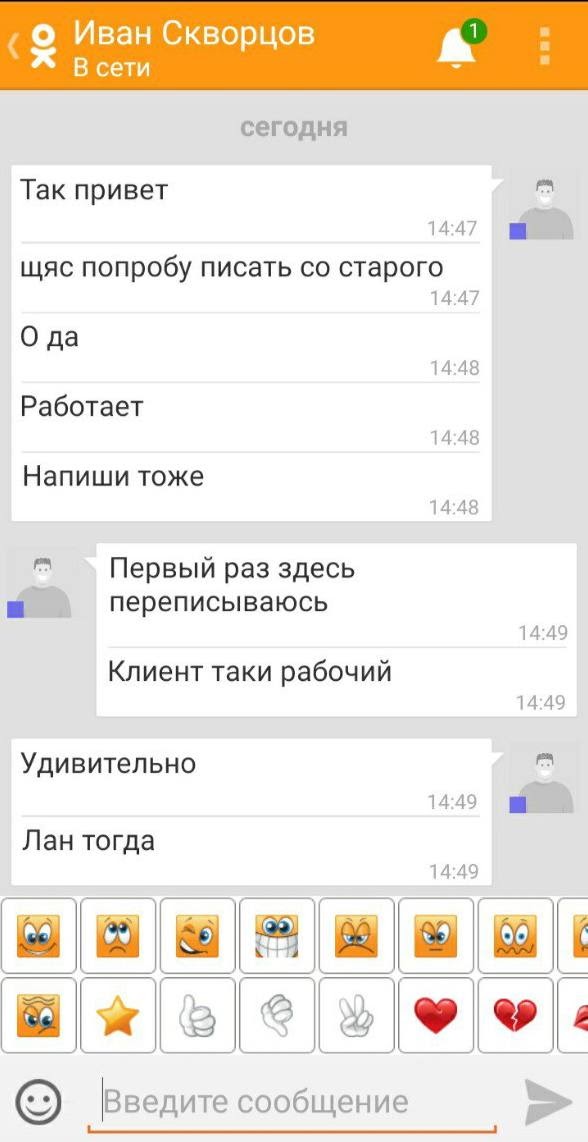 Иван Скворцов
1
В сети
сегодня
Так привет
14:47
щяс попробу писать со старого
14:47
О да
14:48
Работает
14:48
Напиши тоже
14:48
Первый раз здесь
переписываюсь
14:49
Клиент таки рабочий
14:49
Удивительно
14:49
Лан тогда
14:49
Введите сообщение